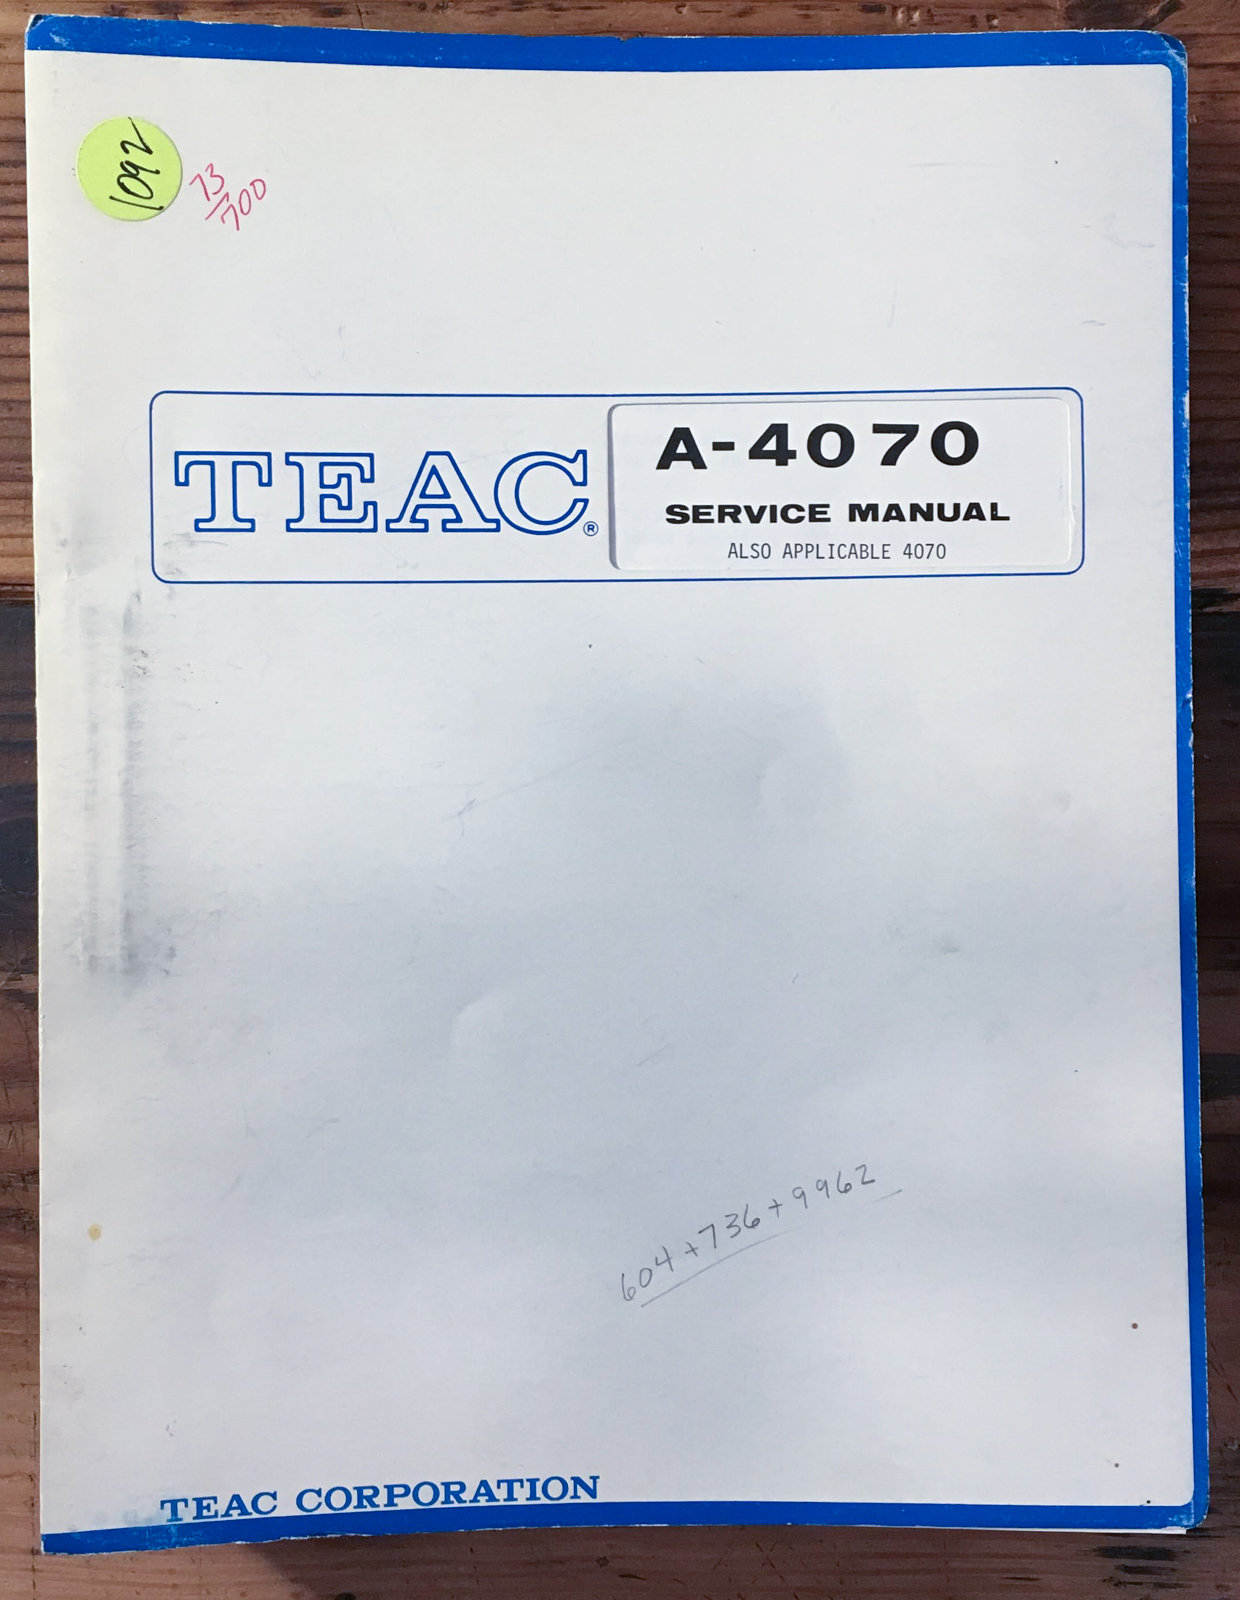 1092
73/700
TEAC®
A-4070
SERVICE MANUAL
ALSO APPLICABLE 4070
604+736+9962
TEAC CORPORATION